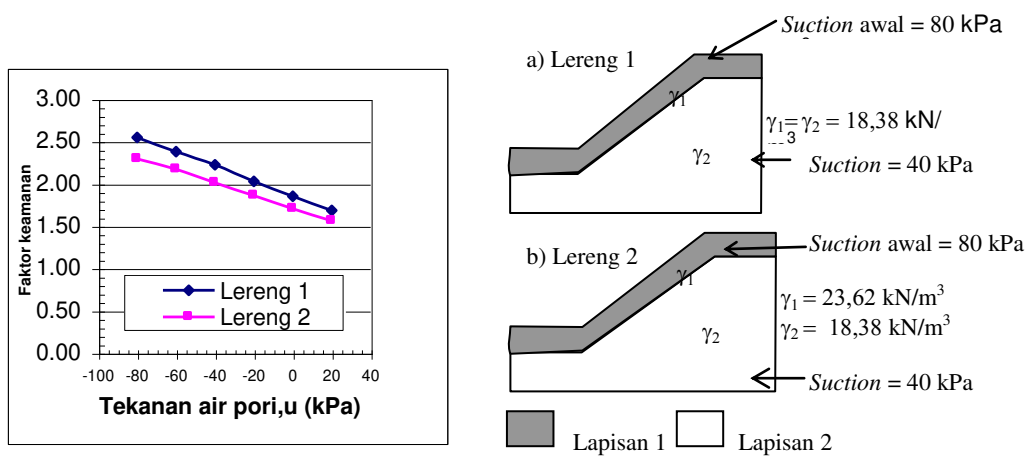 3.00
2.50
2.00
1.50
1.00
0.50
0.00
Faktor keamanan
Lereng 1
Lereng 2
-100 -80 -60 -40 -20 0 20 40
Tekanan air pori,u (kPa)
Suction awal = 80 kPa
a) Lereng 1
γ1
γ1= γ2 = 18,38 kN/
m3
γ2
Suction = 40 kPa
b) Lereng 2
Suction awal = 80 kPa
γ1
γ1 = 23,62 kN/m3
γ2 = 18,38 kN/m3
γ2
Suction = 40 kPa
Lapisan 1
Lapisan 2